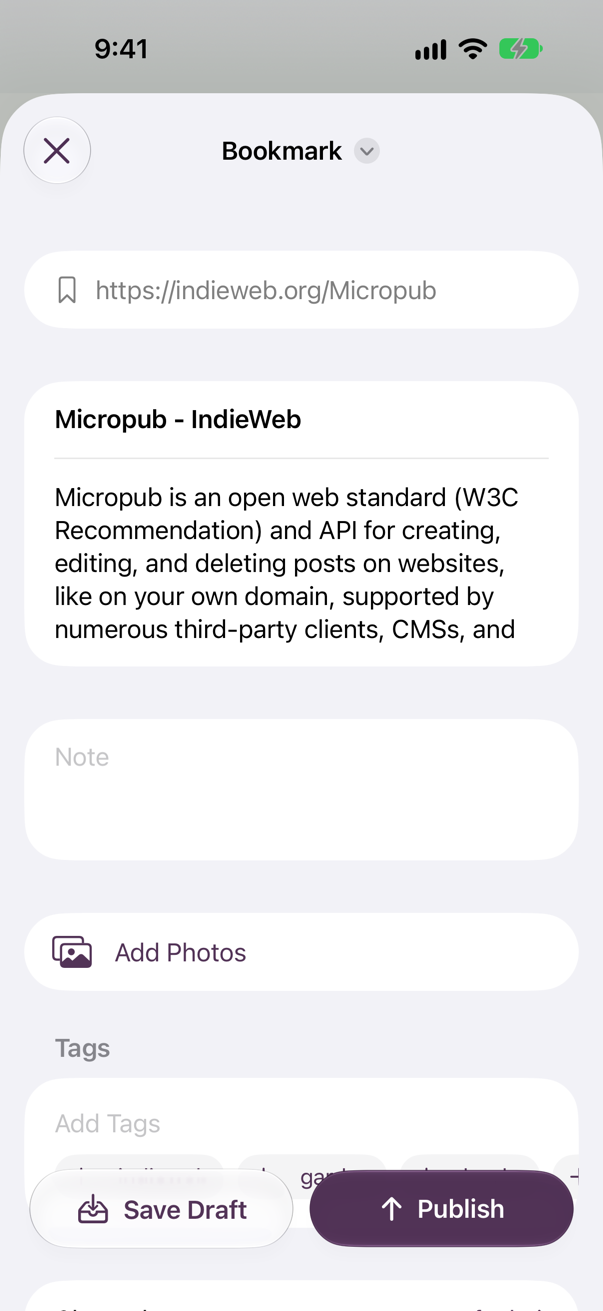 9:41
Bookmark
https://indieweb.org/Micropub
Micropub - IndieWeb
Micropub is an open web standard (W3C
Recommendation) and API for creating,
editing, and deleting posts on websites,
like on your own domain, supported by
numerous third-party clients, CMSs, and
Note
Add Photos
Tags
Add Tags
Save Draft
Publish